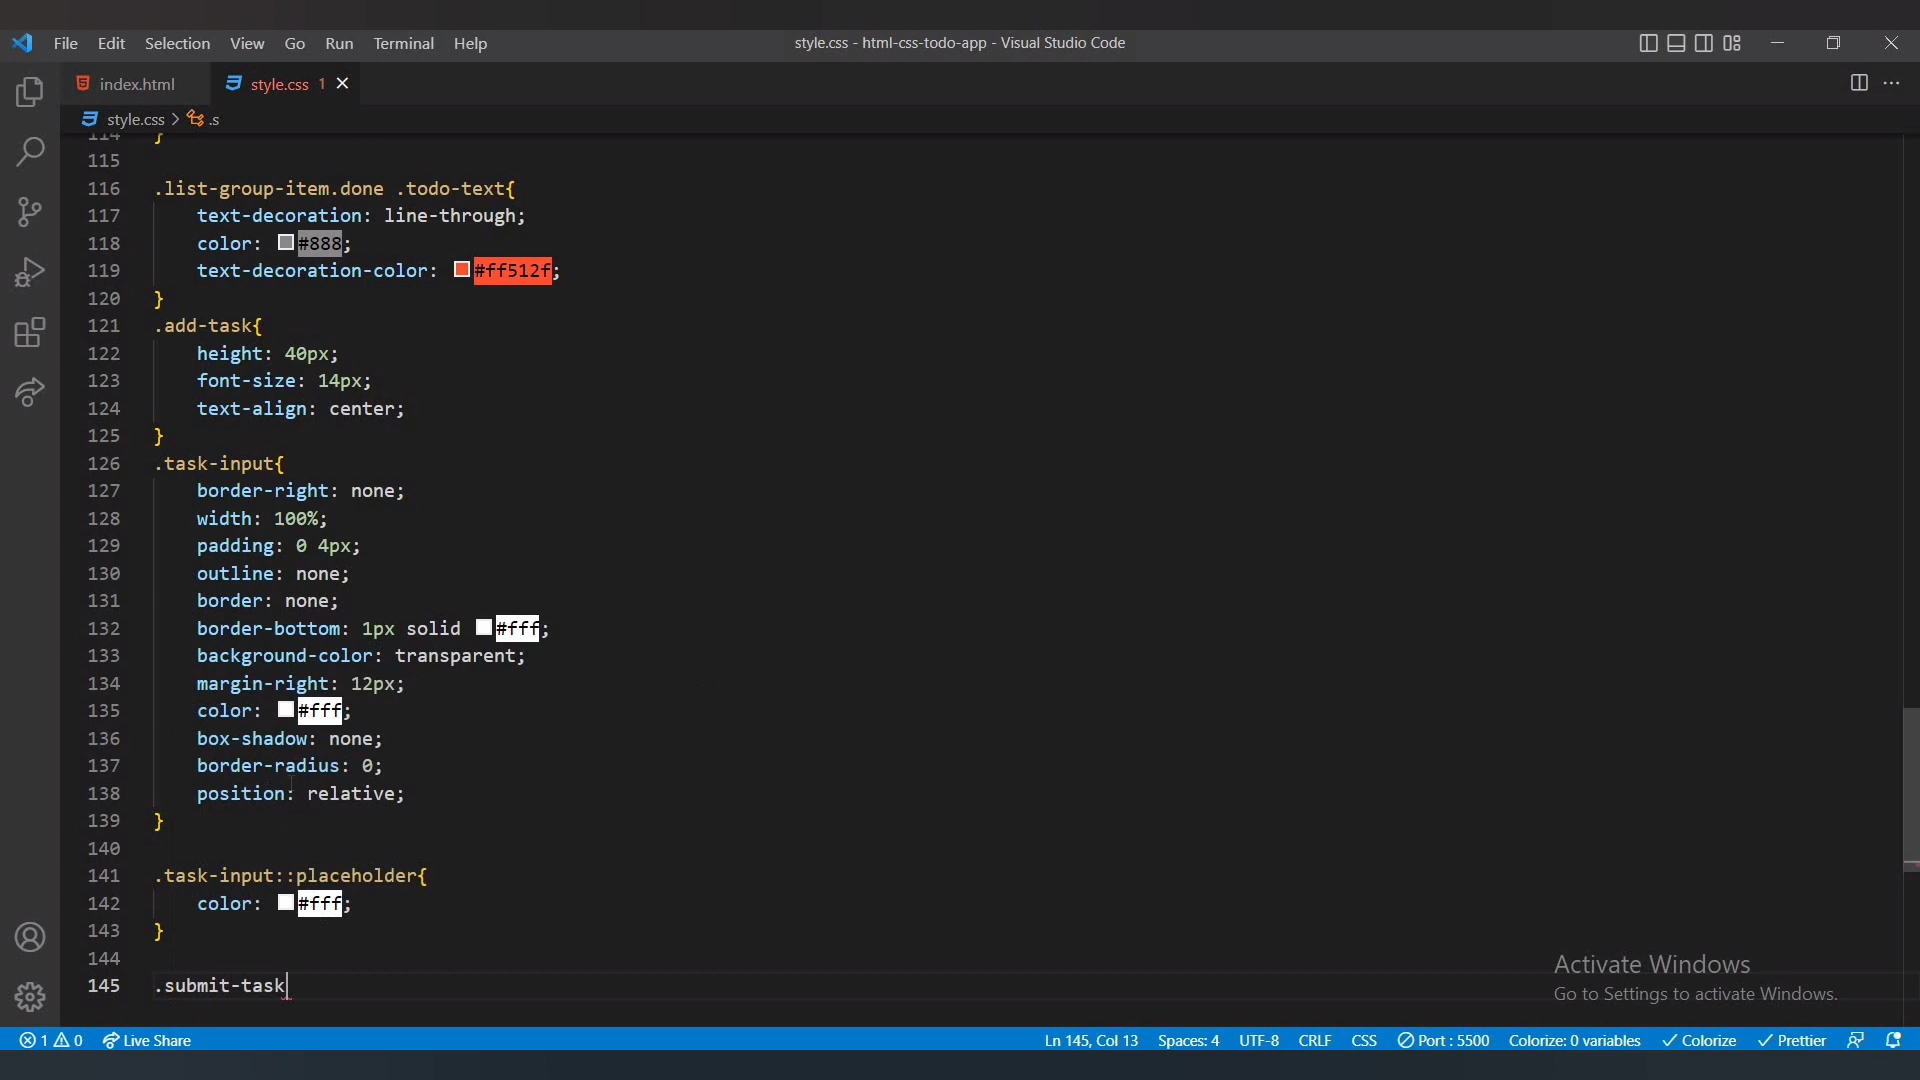 File Edit Selection View Go Run Terminal Help
style.css - html-css-todo-app - Visual Studio Code
index.html
style.css 1
style.css > .s
114 }
115
116 .list-group-item.done .todo-text{
117 text-decoration: line-through;
118 color: #888;
119 text-decoration-color: #ff512f;
120 }
121 .add-task{
122 height: 40px;
123 font-size: 14px;
124 text-align: center;
125 }
126 .task-input{
127 border-right: none;
128 width: 100%;
129 padding: 0 4px;
130 outline: none;
131 border: none;
132 border-bottom: 1px solid #fff;
133 background-color: transparent;
134 margin-right: 12px;
135 color: #fff;
136 box-shadow: none;
137 border-radius: 0;
138 position: relative;
139 }
140
141 .task-input::placeholder{
142 color: #fff;
143 }
144
145 .submit-task
Activate Windows
Go to Settings to activate Windows.
1 0 Live Share Ln 145, Col 13 Spaces: 4 UTF-8 CRLF CSS Port : 5500 Colorize: 0 variables Colorize Prettier